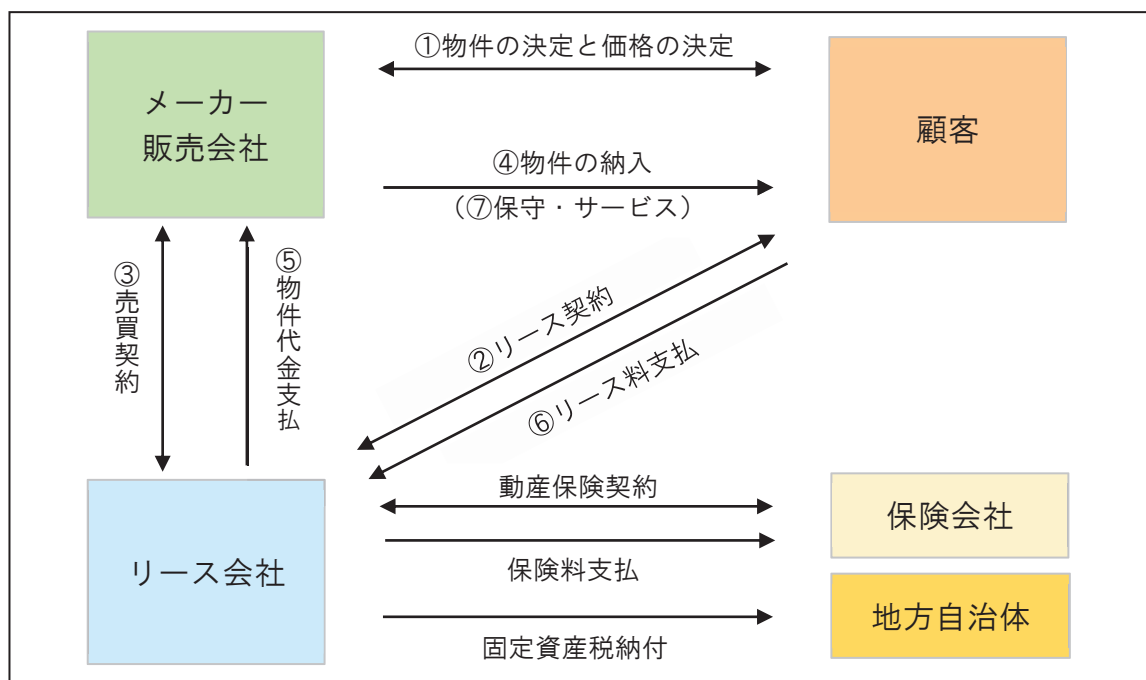 ①物件の決定と価格の決定
メーカー
販売会社
顧客
④物件の納入
（⑦保守・サービス）
③売買契約
⑤物件代金支払
②リース契約
⑥リース料支払
動産保険契約
保険会社
リース会社
保険料支払
地方自治体
固定資産税納付